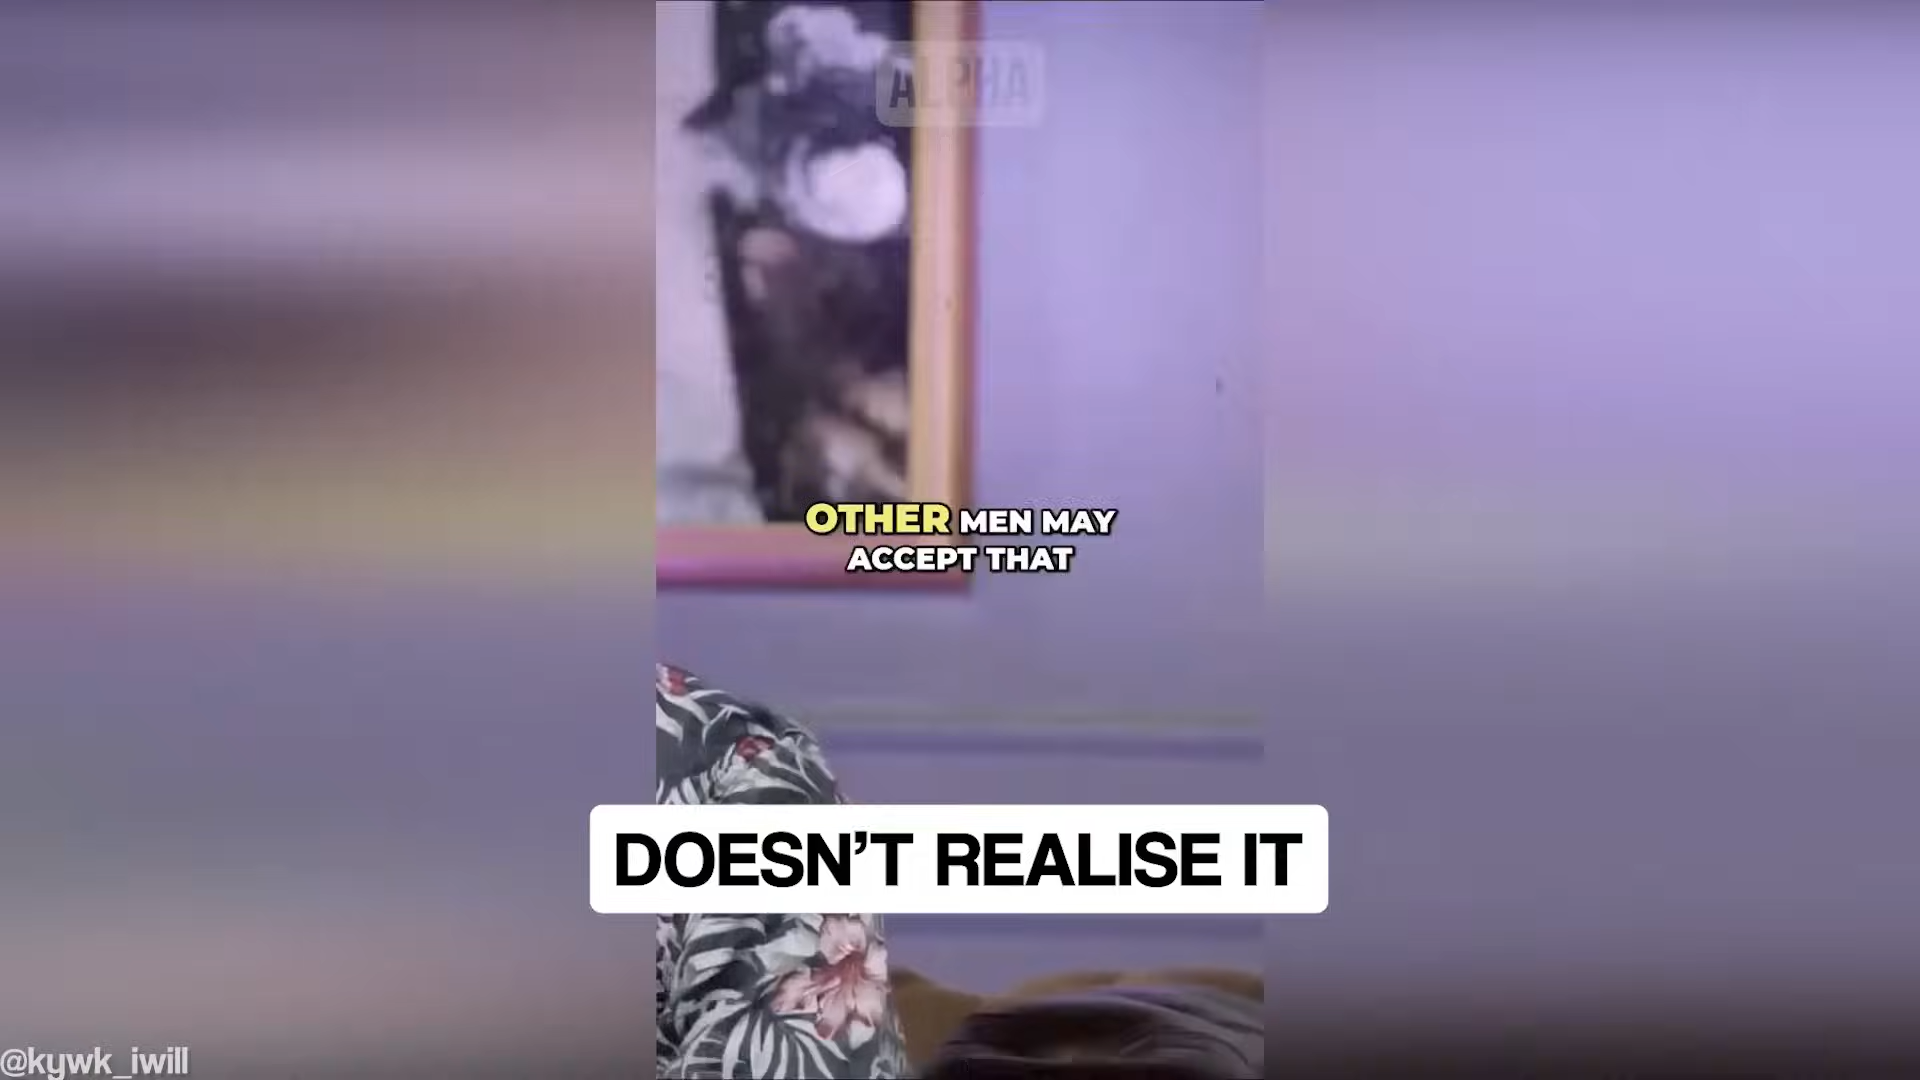 ALPHA
OTHER MEN MAY
ACCEPT THAT
DOESN’T REALISE IT
@kywk_iwill